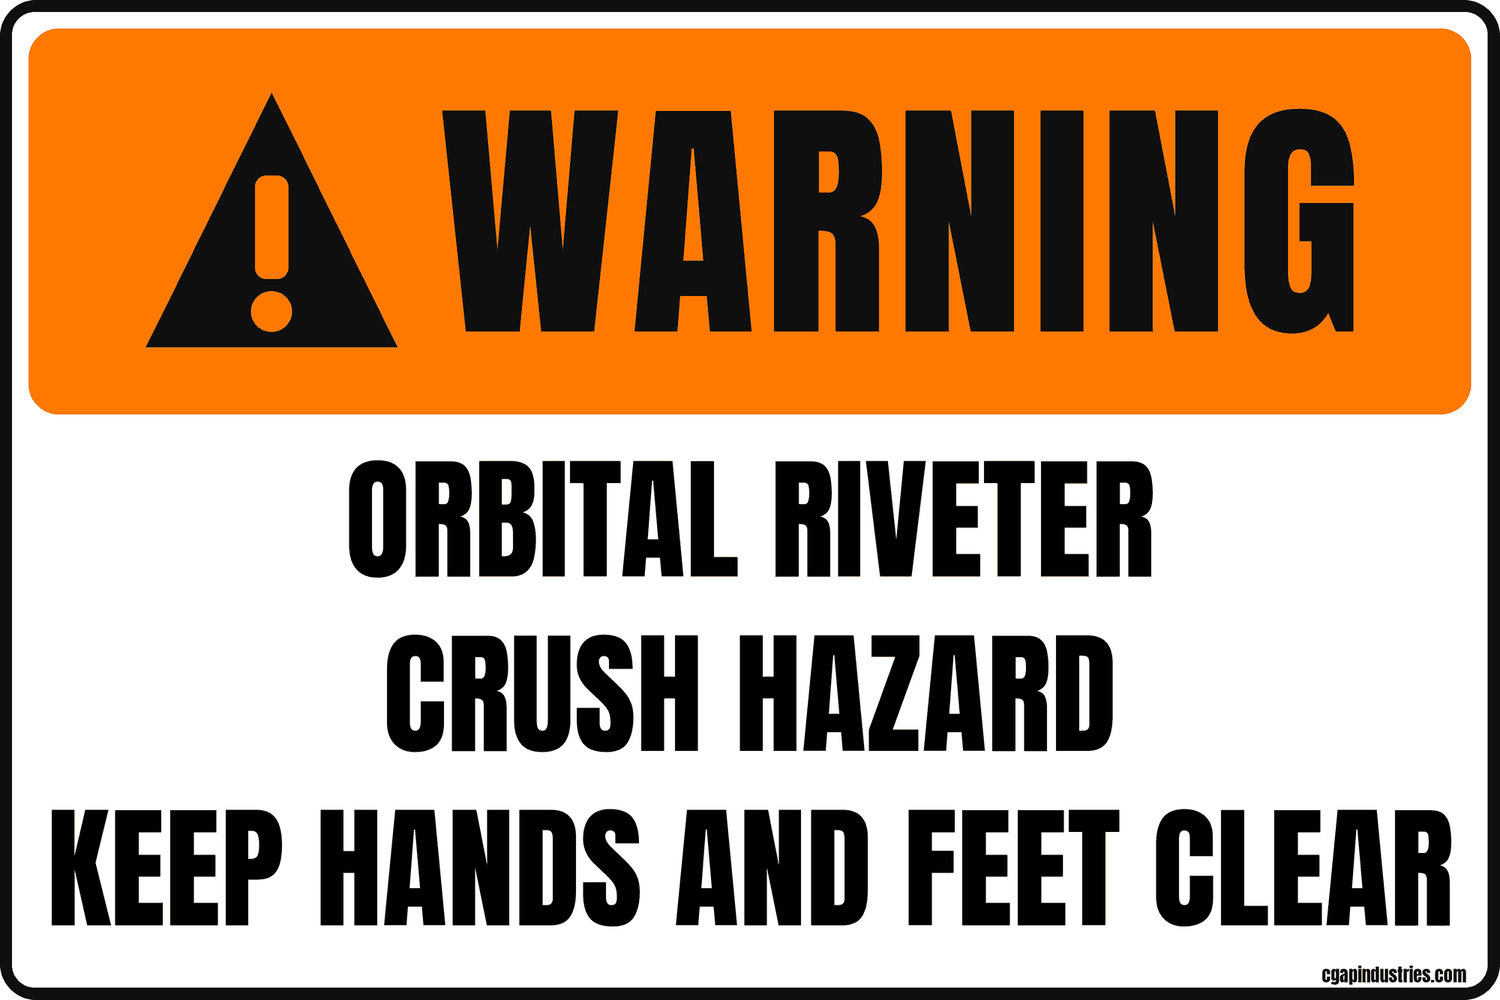 WARNING
ORBITAL RIVETER
CRUSH HAZARD
KEEP HANDS AND FEET CLEAR
cgapindustries.com